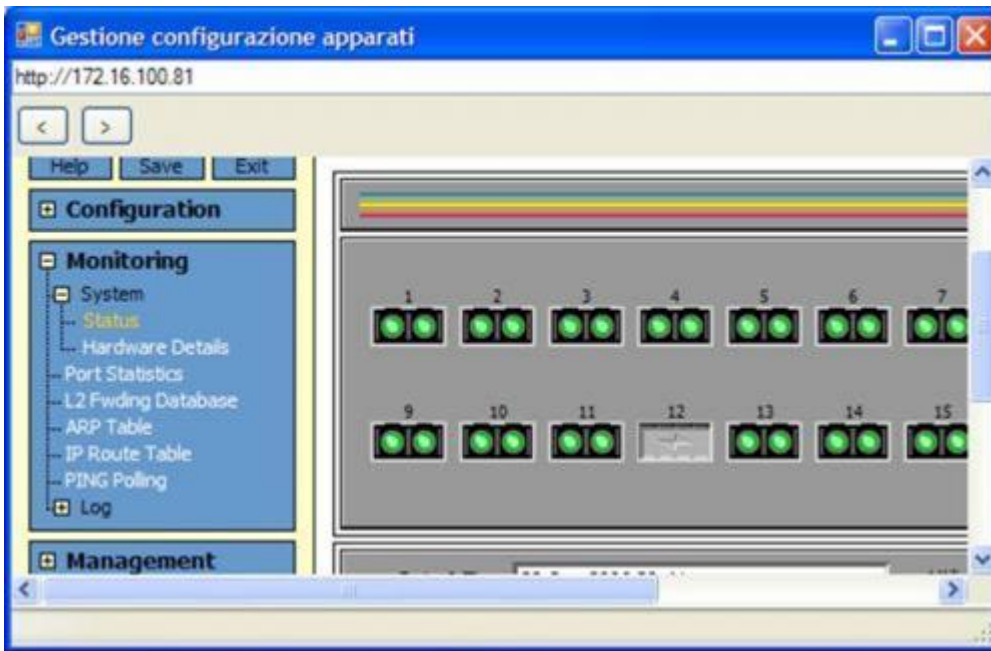 Gestione configurazione apparati
http://172.16.100.81
< >
Help Save Exit
Configuration
Monitoring
System
Status
Hardware Details
Port Statistics
L2 Fwding Database
ARP Table
IP Route Table
PING Polling
Log
Management
1 2 3 4 5 6 7
9 10 11 12 13 14 15